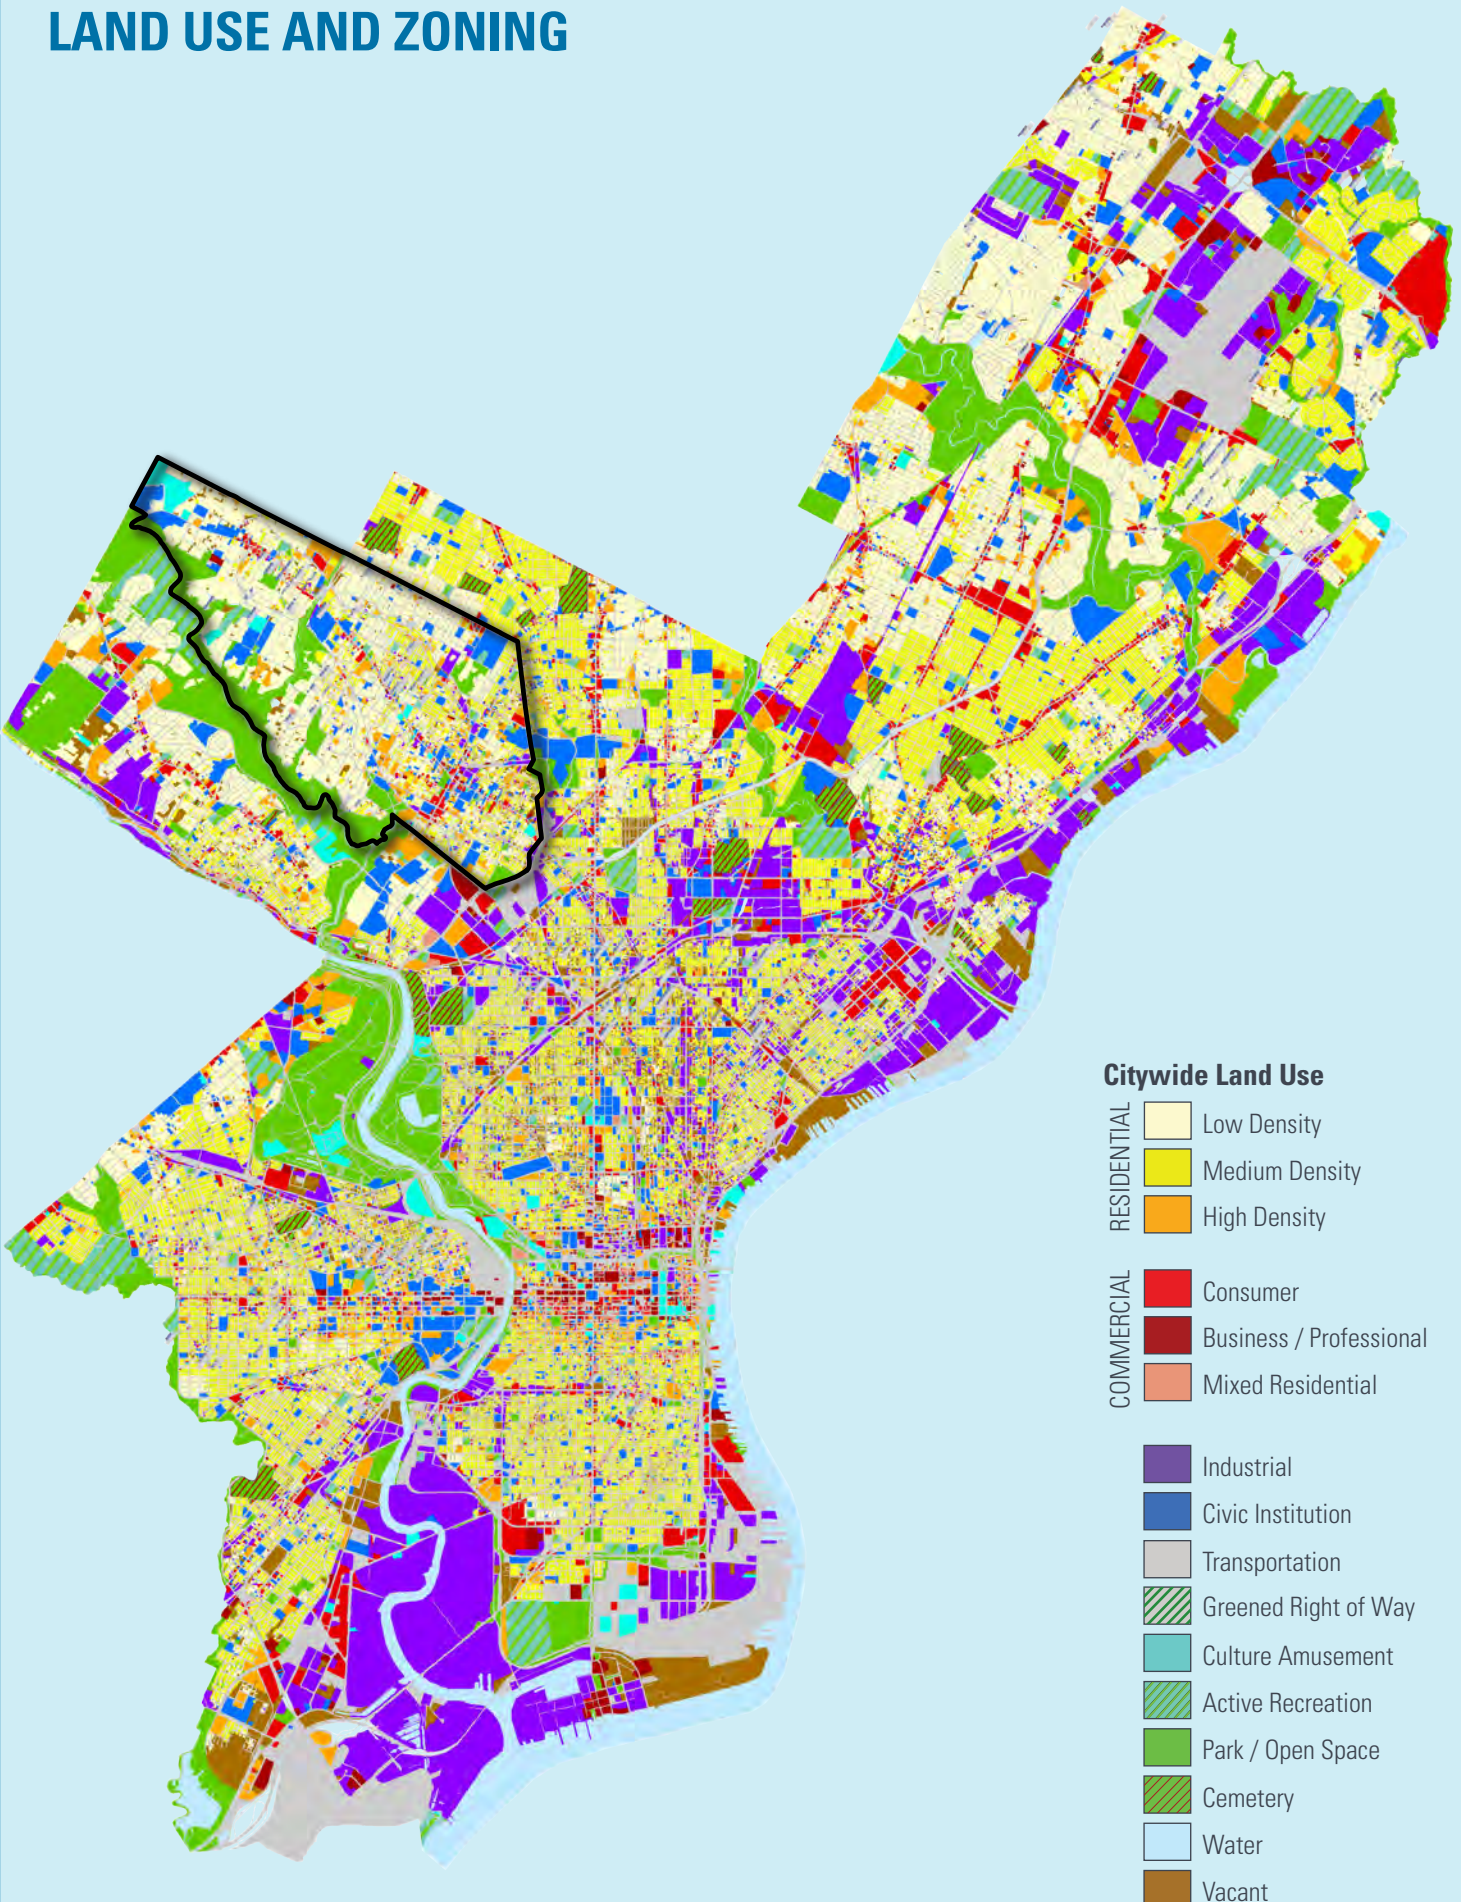 LAND USE AND ZONING
Citywide Land Use
RESIDENTIAL
Low Density
Medium Density
High Density
COMMERCIAL
Consumer
Business / Professional
Mixed Residential
Industrial
Civic Institution
Transportation
Greened Right of Way
Culture Amusement
Active Recreation
Park / Open Space
Cemetery
Water
Vacant